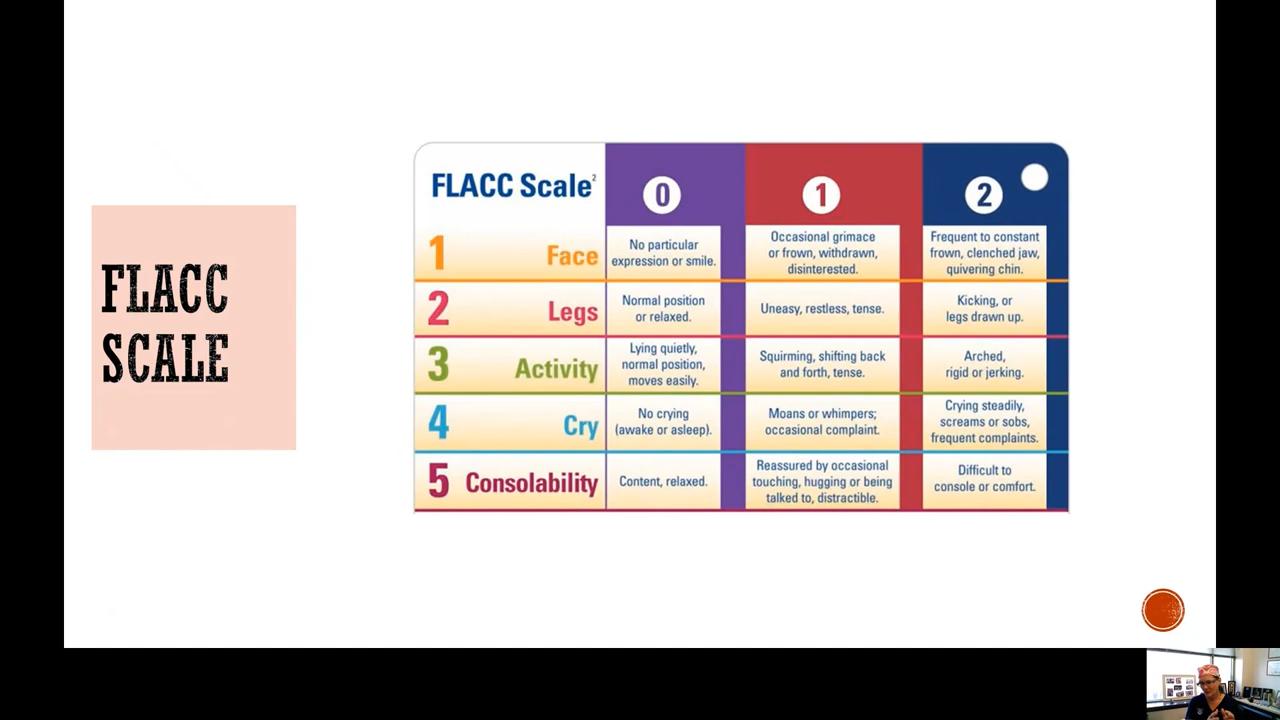 FLACC
SCALE
FLACC Scale2
0
1
2
1 Face
No particular
expression or smile.
Occasional grimace
or frown, withdrawn,
disinterested.
Frequent to constant
frown, clenched jaw,
quivering chin.
2 Legs
Normal position
or relaxed.
Uneasy, restless, tense.
Kicking, or
legs drawn up.
3 Activity
Lying quietly,
normal position,
moves easily.
Squirming, shifting back
and forth, tense.
Arched,
rigid or jerking.
4 Cry
No crying
(awake or asleep).
Moans or whimpers;
occasional complaint.
Crying steadily,
screams or sobs,
frequent complaints.
5 Consolability
Content, relaxed.
Reassured by occasional
touching, hugging or being
talked to, distractible.
Difficult to
console or comfort.